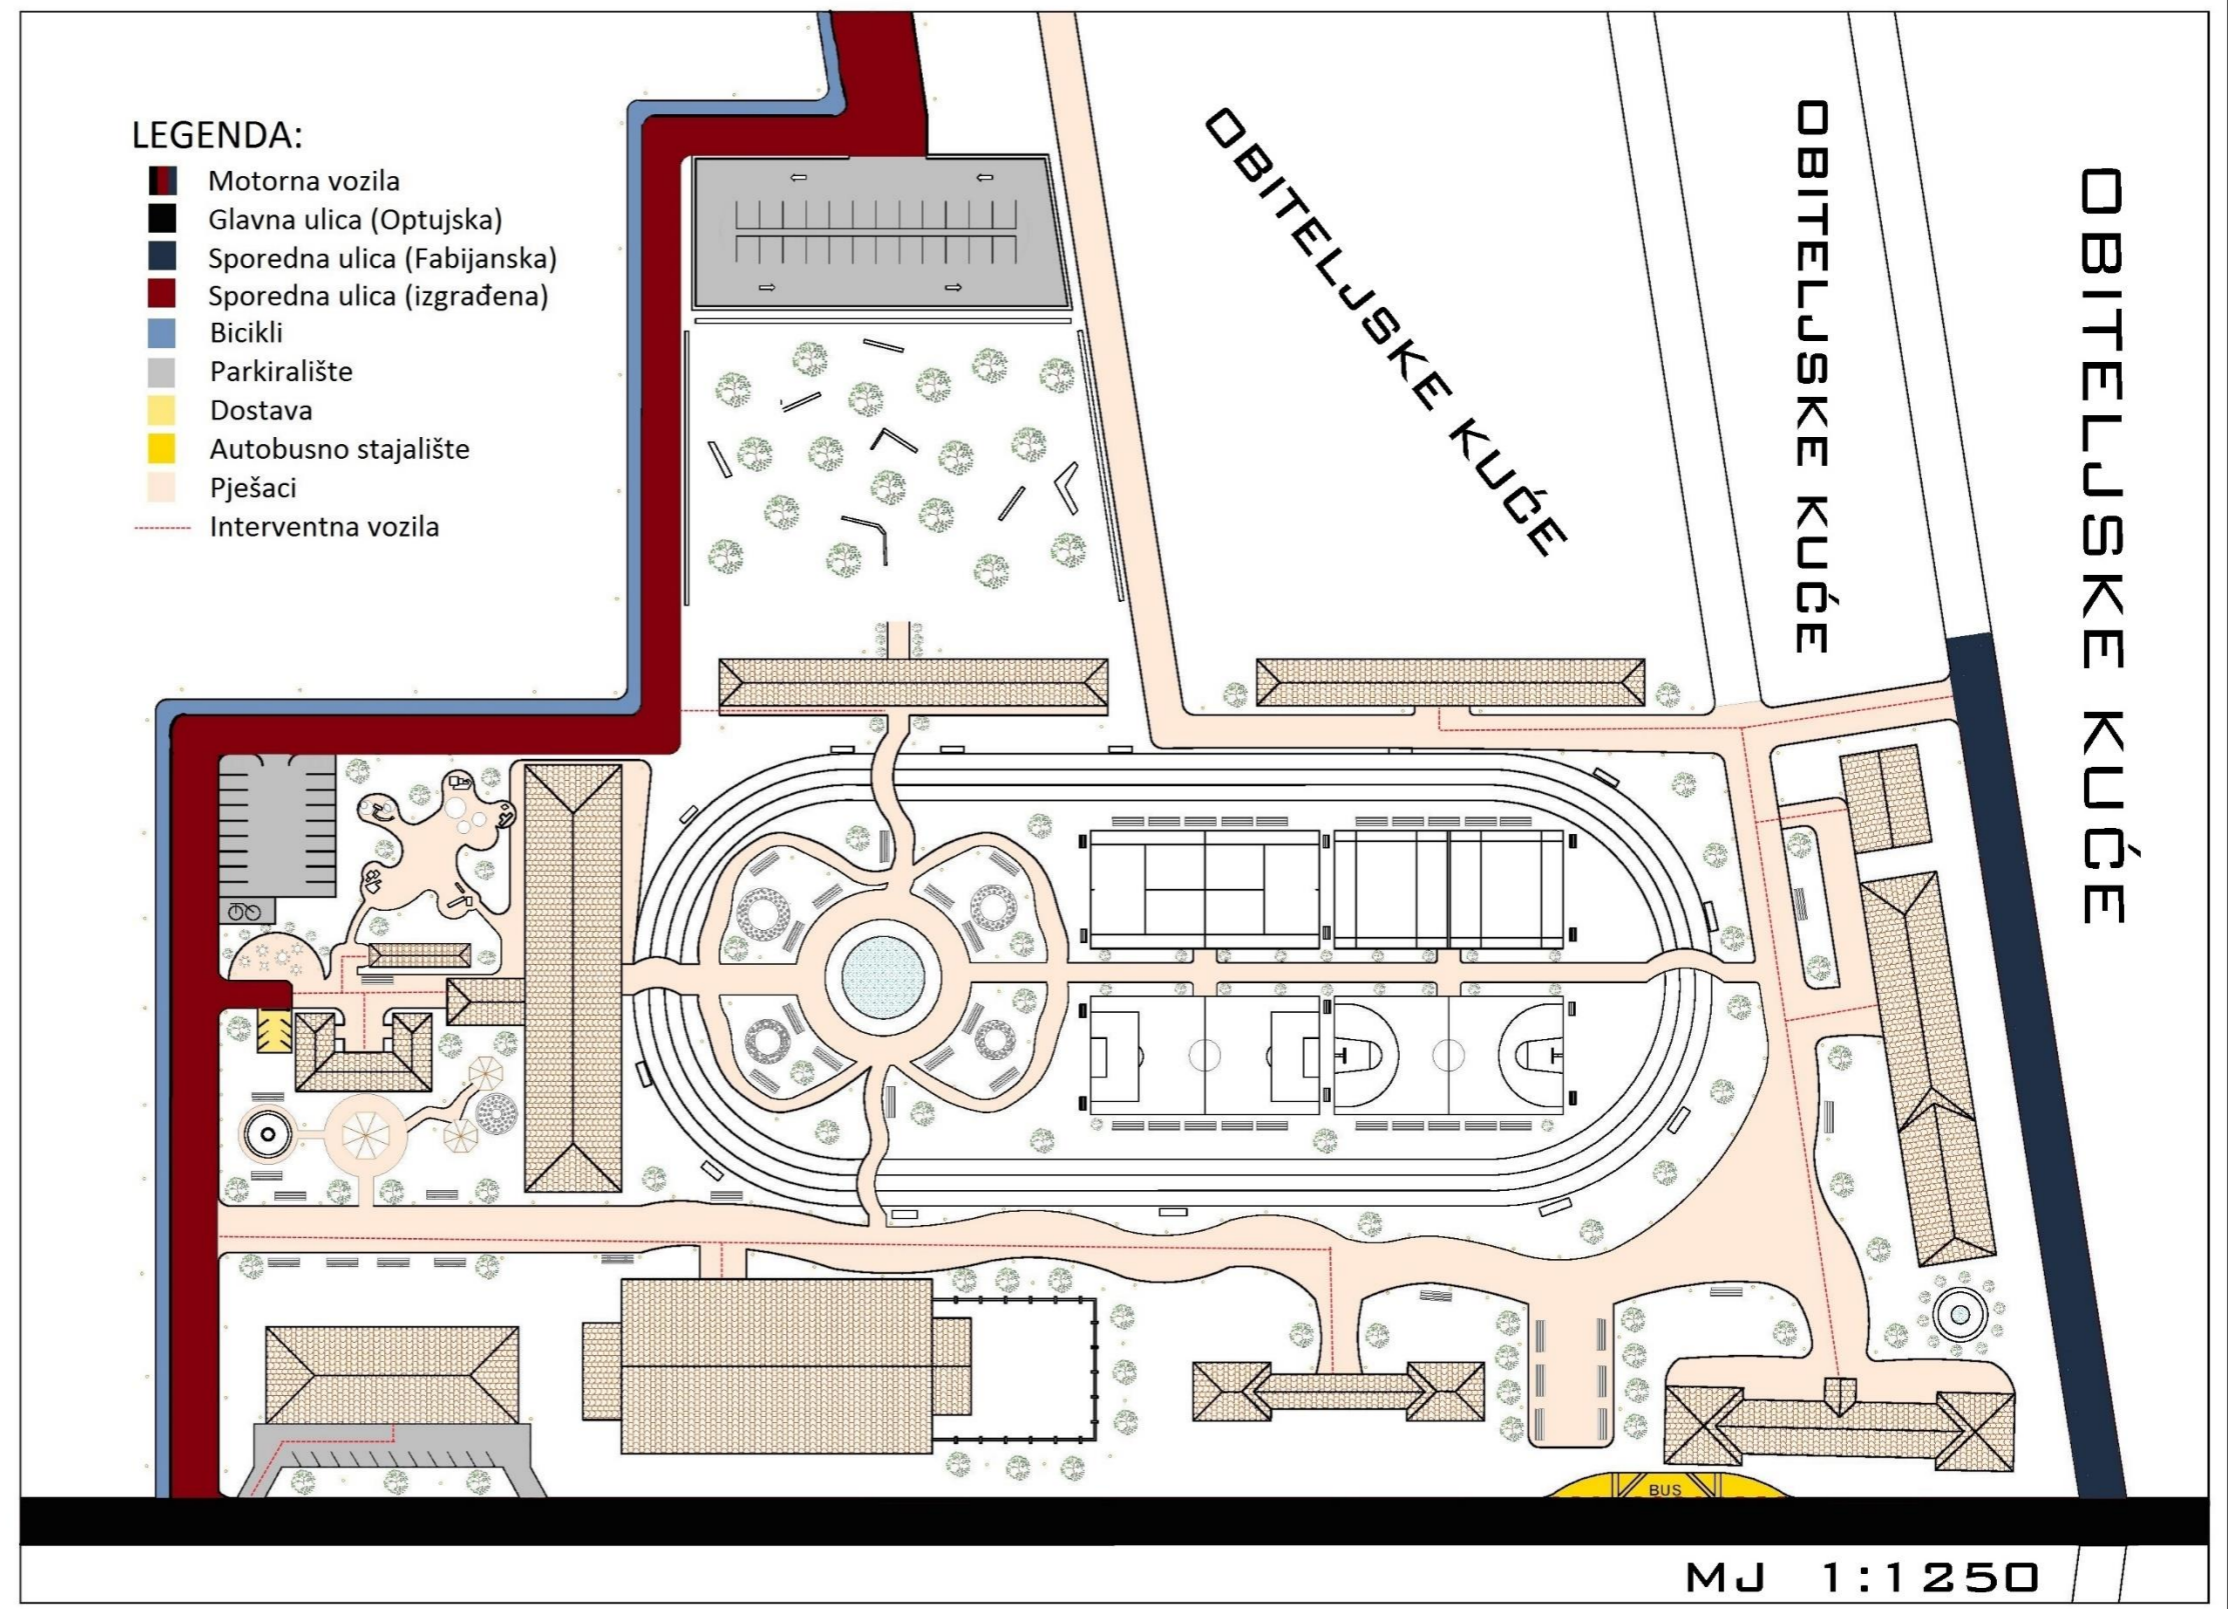 LEGENDA:
Motorna vozila
Glavna ulica (Optujska)
Sporedna ulica (Fabijanska)
Sporedna ulica (izgrađena)
Bicikli
Parkiralište
Dostava
Autobusno stajalište
Pješaci
Interventna vozila
OBITELJSKE KUĆE
OBITELJSKE KUĆE
OBITELJSKE KUĆE
BUS
MJ 1:1250